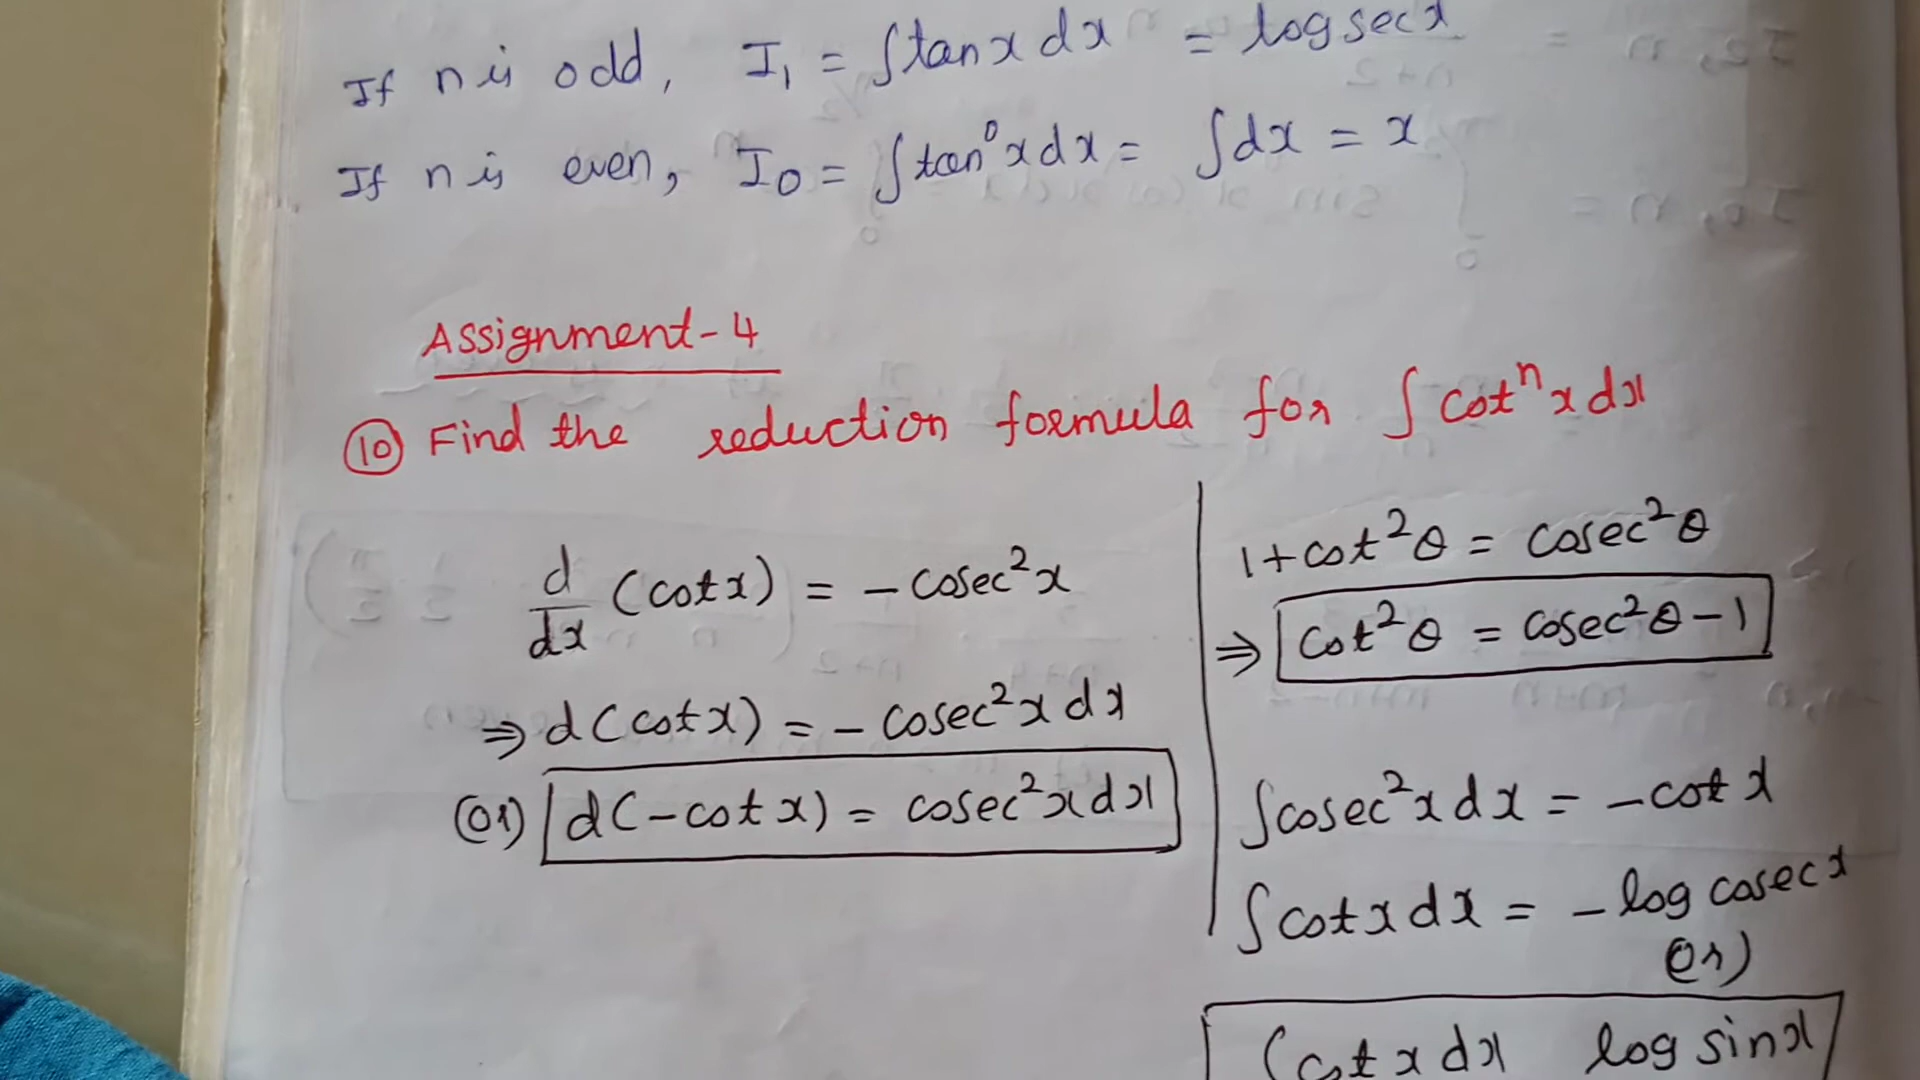 If n is odd, I₁ = ∫tan x dx = log sec x
If n is even, I₀ = ∫tan⁰x dx = ∫dx = x
Assignment-4
⑩ Find the reduction formula for ∫cotⁿx dx
d/dx (cot x) = -cosec²x
⇒ d(cot x) = -cosec²x dx
(or) d(-cot x) = cosec²x dx
1+cot²θ = cosec²θ
⇒ cot²θ = cosec²θ-1
∫cosec²x dx = -cot x
∫cot x dx = -log cosec x
(or)
∫cot x dx log sin x